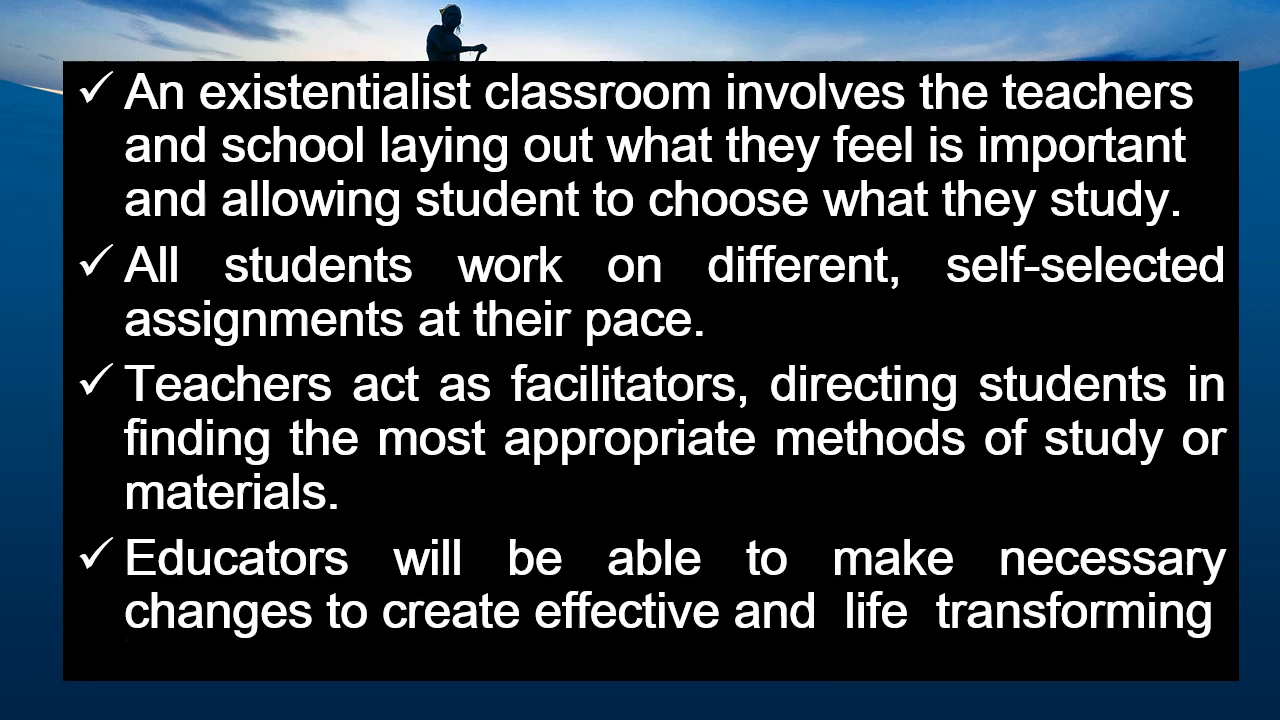 ✓ An existentialist classroom involves the teachers
and school laying out what they feel is important
and allowing student to choose what they study.
✓ All students work on different, self-selected
assignments at their pace.
✓ Teachers act as facilitators, directing students in
finding the most appropriate methods of study or
materials.
✓ Educators will be able to make necessary
changes to create effective and life transforming